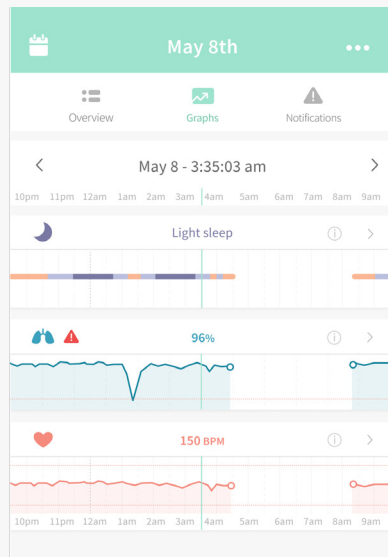 May 8th
Overview
Graphs
Notifications
May 8 - 3:35:03 am
10pm 11pm 12am 1am 2am 3am 4am 5am 6am 7am 8am 9am
Light sleep
96%
150 BPM
10pm 11pm 12am 1am 2am 3am 4am 5am 6am 7am 8am 9am